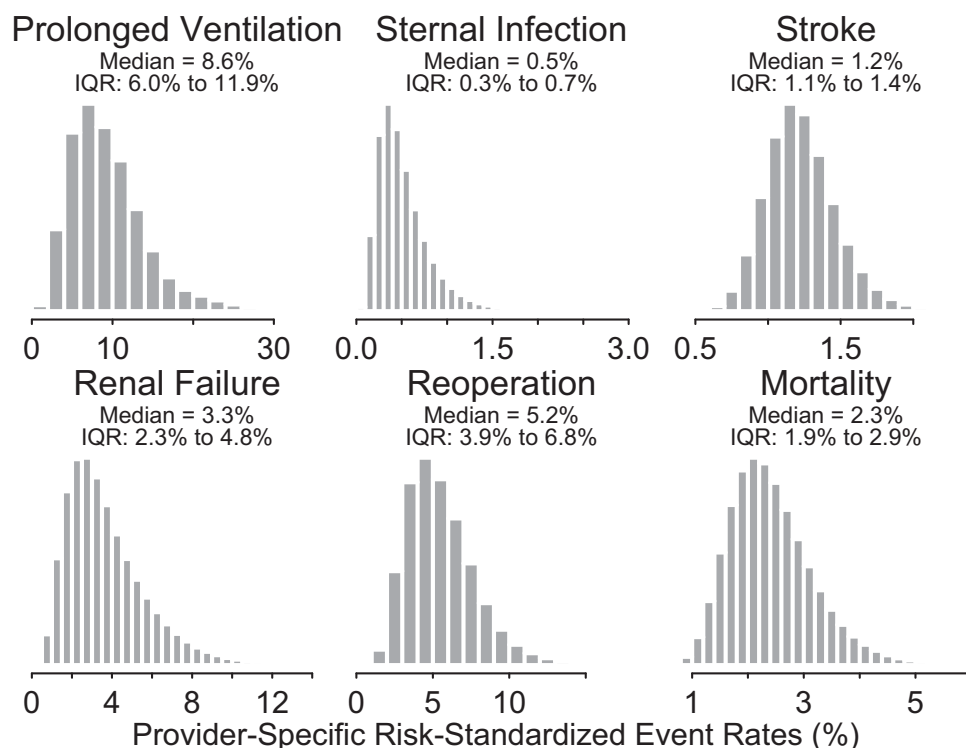 Prolonged Ventilation
Median = 8.6%
IQR: 6.0% to 11.9%
0 10 30
Sternal Infection
Median = 0.5%
IQR: 0.3% to 0.7%
0.0 1.5 3.0
Stroke
Median = 1.2%
IQR: 1.1% to 1.4%
0.5 1.5
Renal Failure
Median = 3.3%
IQR: 2.3% to 4.8%
0 4 8 12
Reoperation
Median = 5.2%
IQR: 3.9% to 6.8%
0 5 10
Mortality
Median = 2.3%
IQR: 1.9% to 2.9%
1 3 5
Provider-Specific Risk-Standardized Event Rates (%)